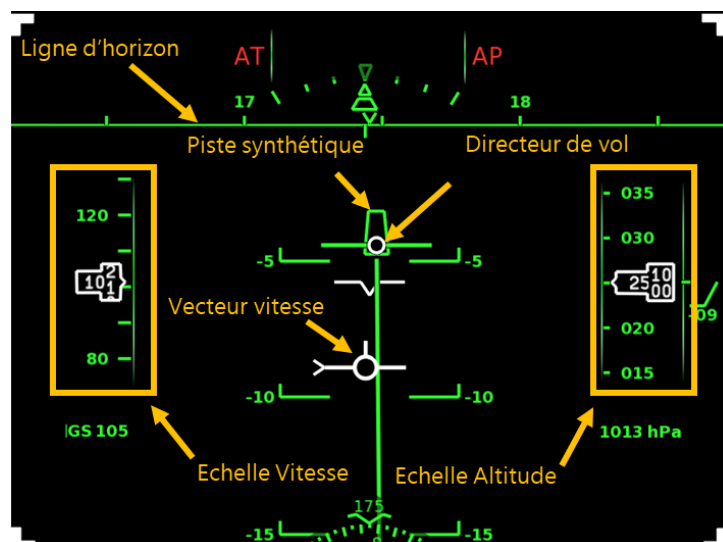 Ligne d'horizon
AT
AP
17
18
Piste synthétique
Directeur de vol
120
80
035
030
020
015
-5
-5
-09
Vecteur vitesse
-10
-10
GS 105
1013 hPa
Echelle Vitesse
Echelle Altitude
175
-15
-15